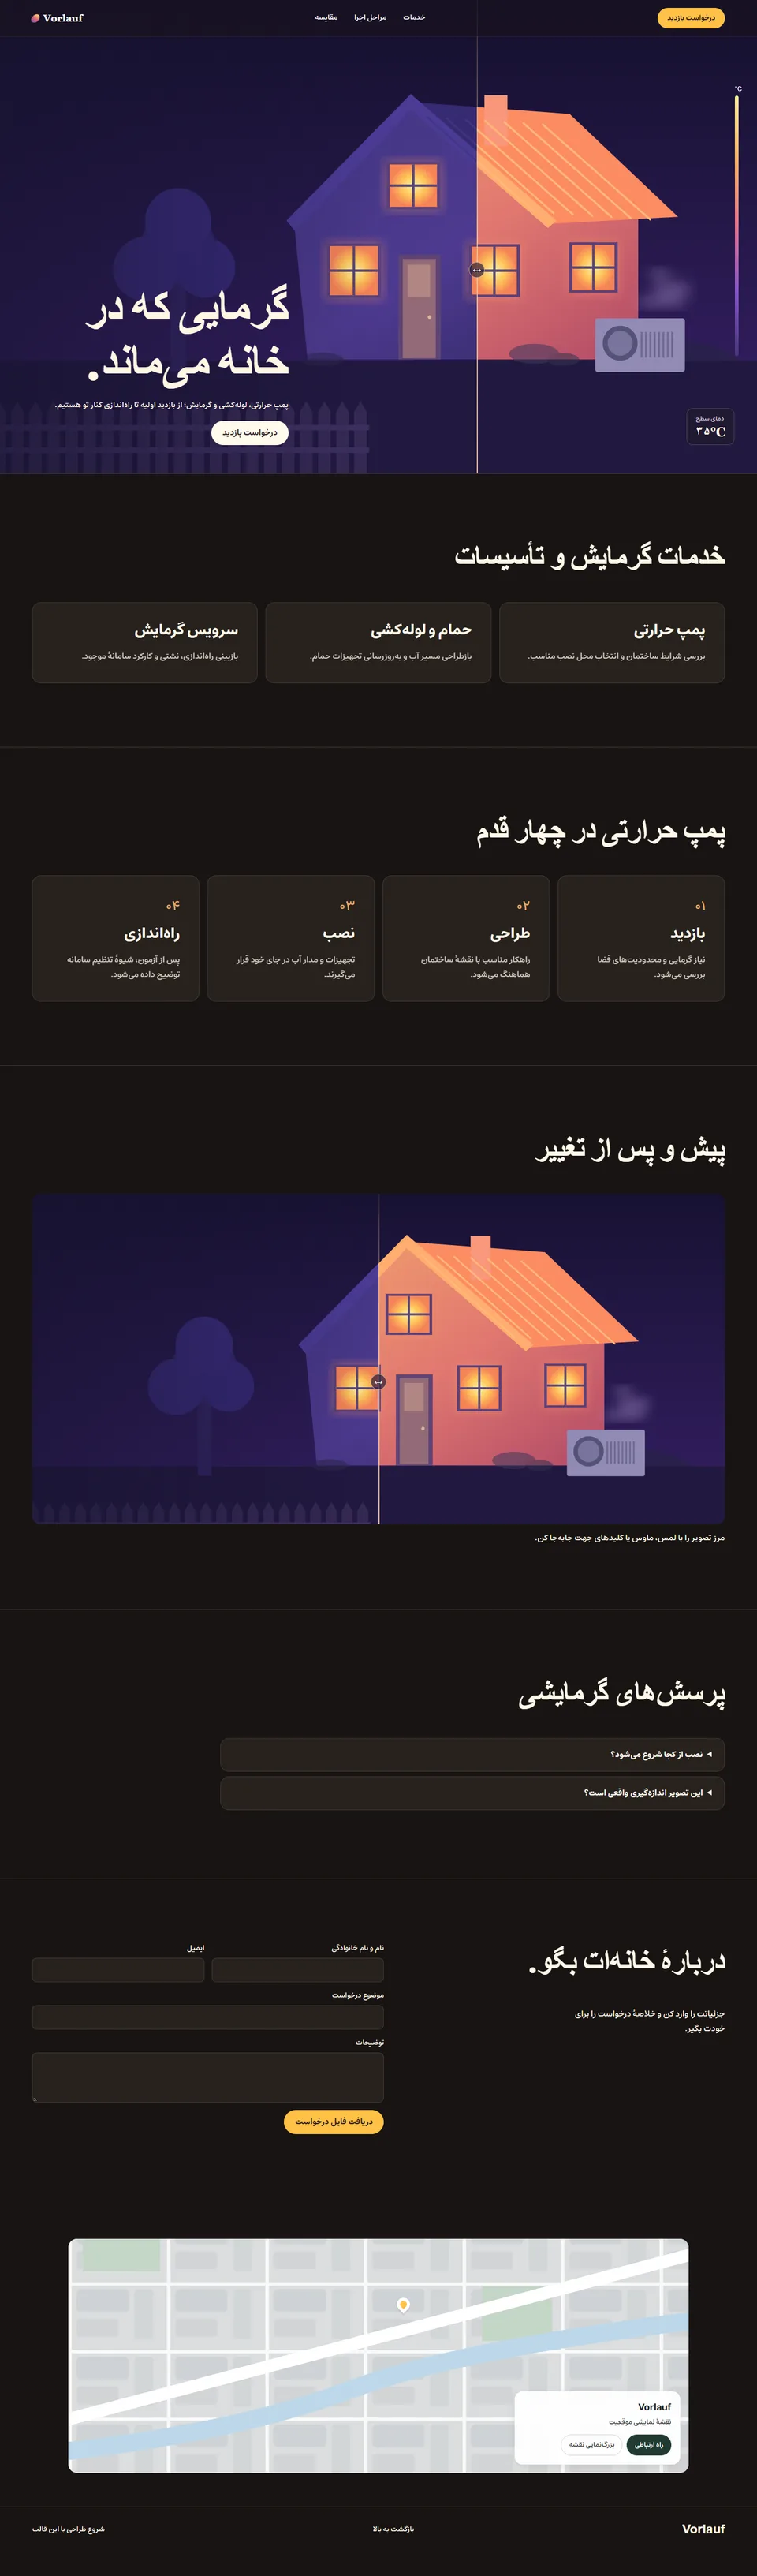 درخواست بازدید
خدمات
مراحل اجرا
مقایسه
Vorlauf
°C
گرمایی که در
خانه می‌ماند.
پمپ حرارتی، لوله‌کشی و گرمایش؛ از بازدید اولیه تا راه‌اندازی کنار تو هستیم.
درخواست بازدید
دمای سطح
۳۵°C
خدمات گرمایش و تأسیسات
پمپ حرارتی
بررسی شرایط ساختمان و انتخاب محل نصب مناسب.
حمام و لوله‌کشی
بازطراحی مسیر آب و به‌روزرسانی تجهیزات حمام.
سرویس گرمایش
بازبینی راه‌اندازی، نشتی و کارکرد سامانهٔ موجود.
پمپ حرارتی در چهار قدم
۰۱
بازدید
نیاز گرمایی و محدودیت‌های فضا
بررسی می‌شود.
۰۲
طراحی
راهکار مناسب با نقشهٔ ساختمان
هماهنگ می‌شود.
۰۳
نصب
تجهیزات و مدار آب در جای خود قرار
می‌گیرند.
۰۴
راه‌اندازی
پس از آزمون، شیوهٔ تنظیم سامانه
توضیح داده می‌شود.
پیش و پس از تغییر
مرز تصویر را با لمس، ماوس یا کلیدهای جهت جابه‌جا کن.
پرسش‌های گرمایشی
نصب از کجا شروع می‌شود؟
این تصویر اندازه‌گیری واقعی است؟
دربارهٔ خانه‌ات بگو.
جزئیاتت را وارد کن و خلاصهٔ درخواست را برای
خودت بگیر.
نام و نام خانوادگی
ایمیل
موضوع درخواست
توضیحات
دریافت فایل درخواست
Vorlauf
نقشهٔ نمایشی موقعیت
راه ارتباطی
بزرگ‌نمایی نقشه
Vorlauf
بازگشت به بالا
شروع طراحی با این قالب